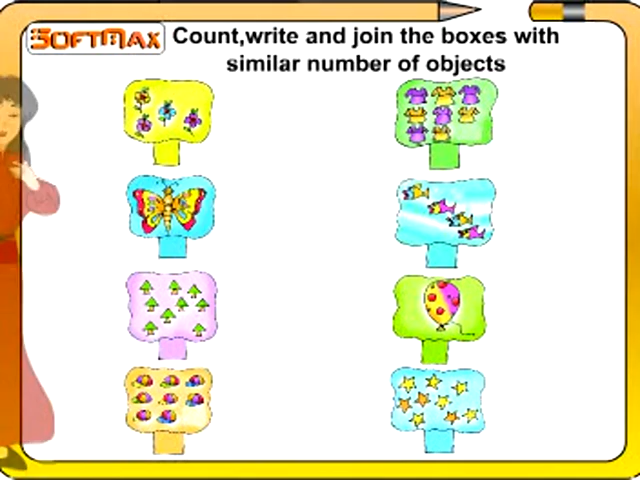 SOFTMAX
Count,write and join the boxes with
similar number of objects